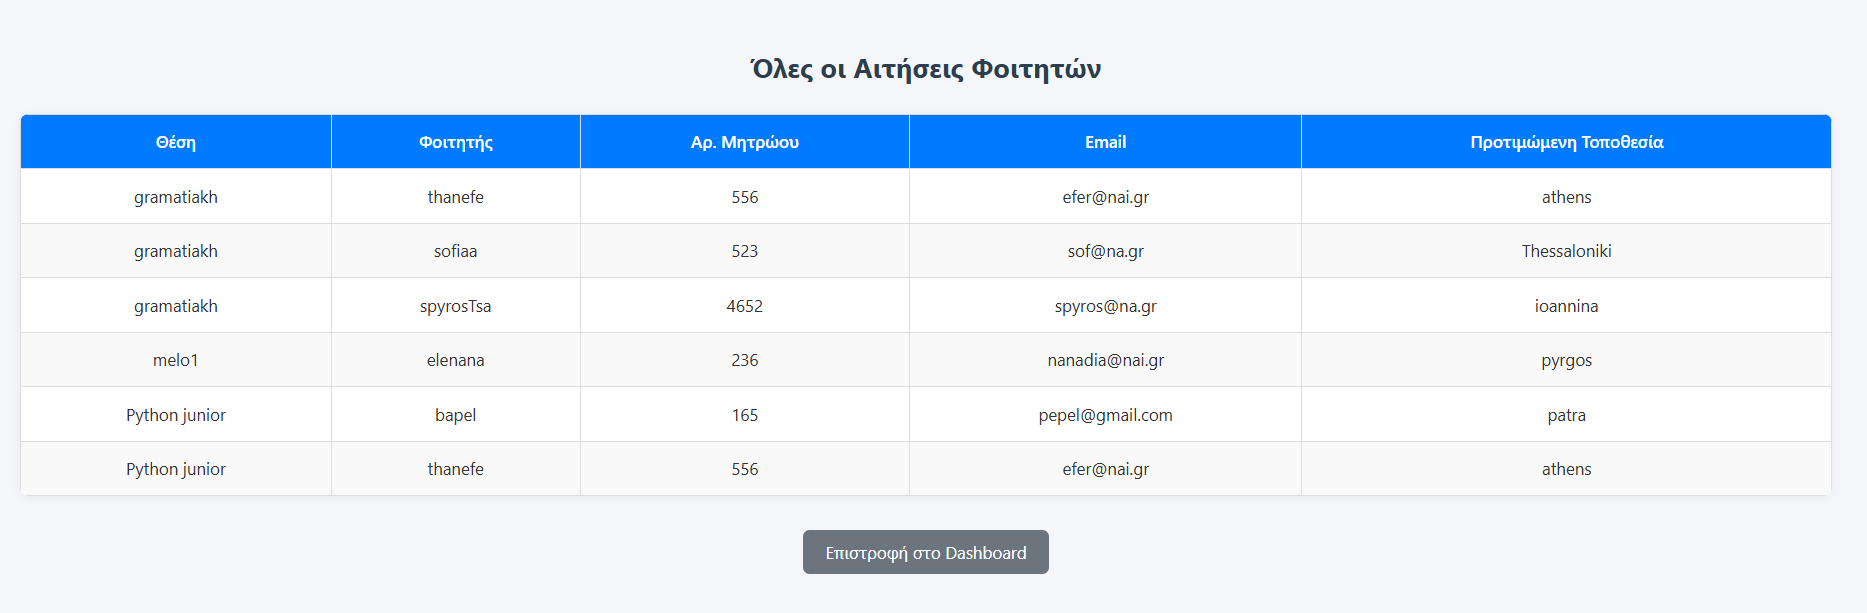 Όλες οι Αιτήσεις Φοιτητών
Θέση Φοιτητής Αρ. Μητρώου Email Προτιμώμενη Τοποθεσία
gramatiakh thanefe 556 efer@nai.gr athens
gramatiakh sofiaa 523 sof@na.gr Thessaloniki
gramatiakh spyrosTsa 4652 spyros@na.gr ioannina
melo1 elenana 236 nanadia@nai.gr pyrgos
Python junior bapel 165 pepel@gmail.com patra
Python junior thanefe 556 efer@nai.gr athens
Επιστροφή στο Dashboard